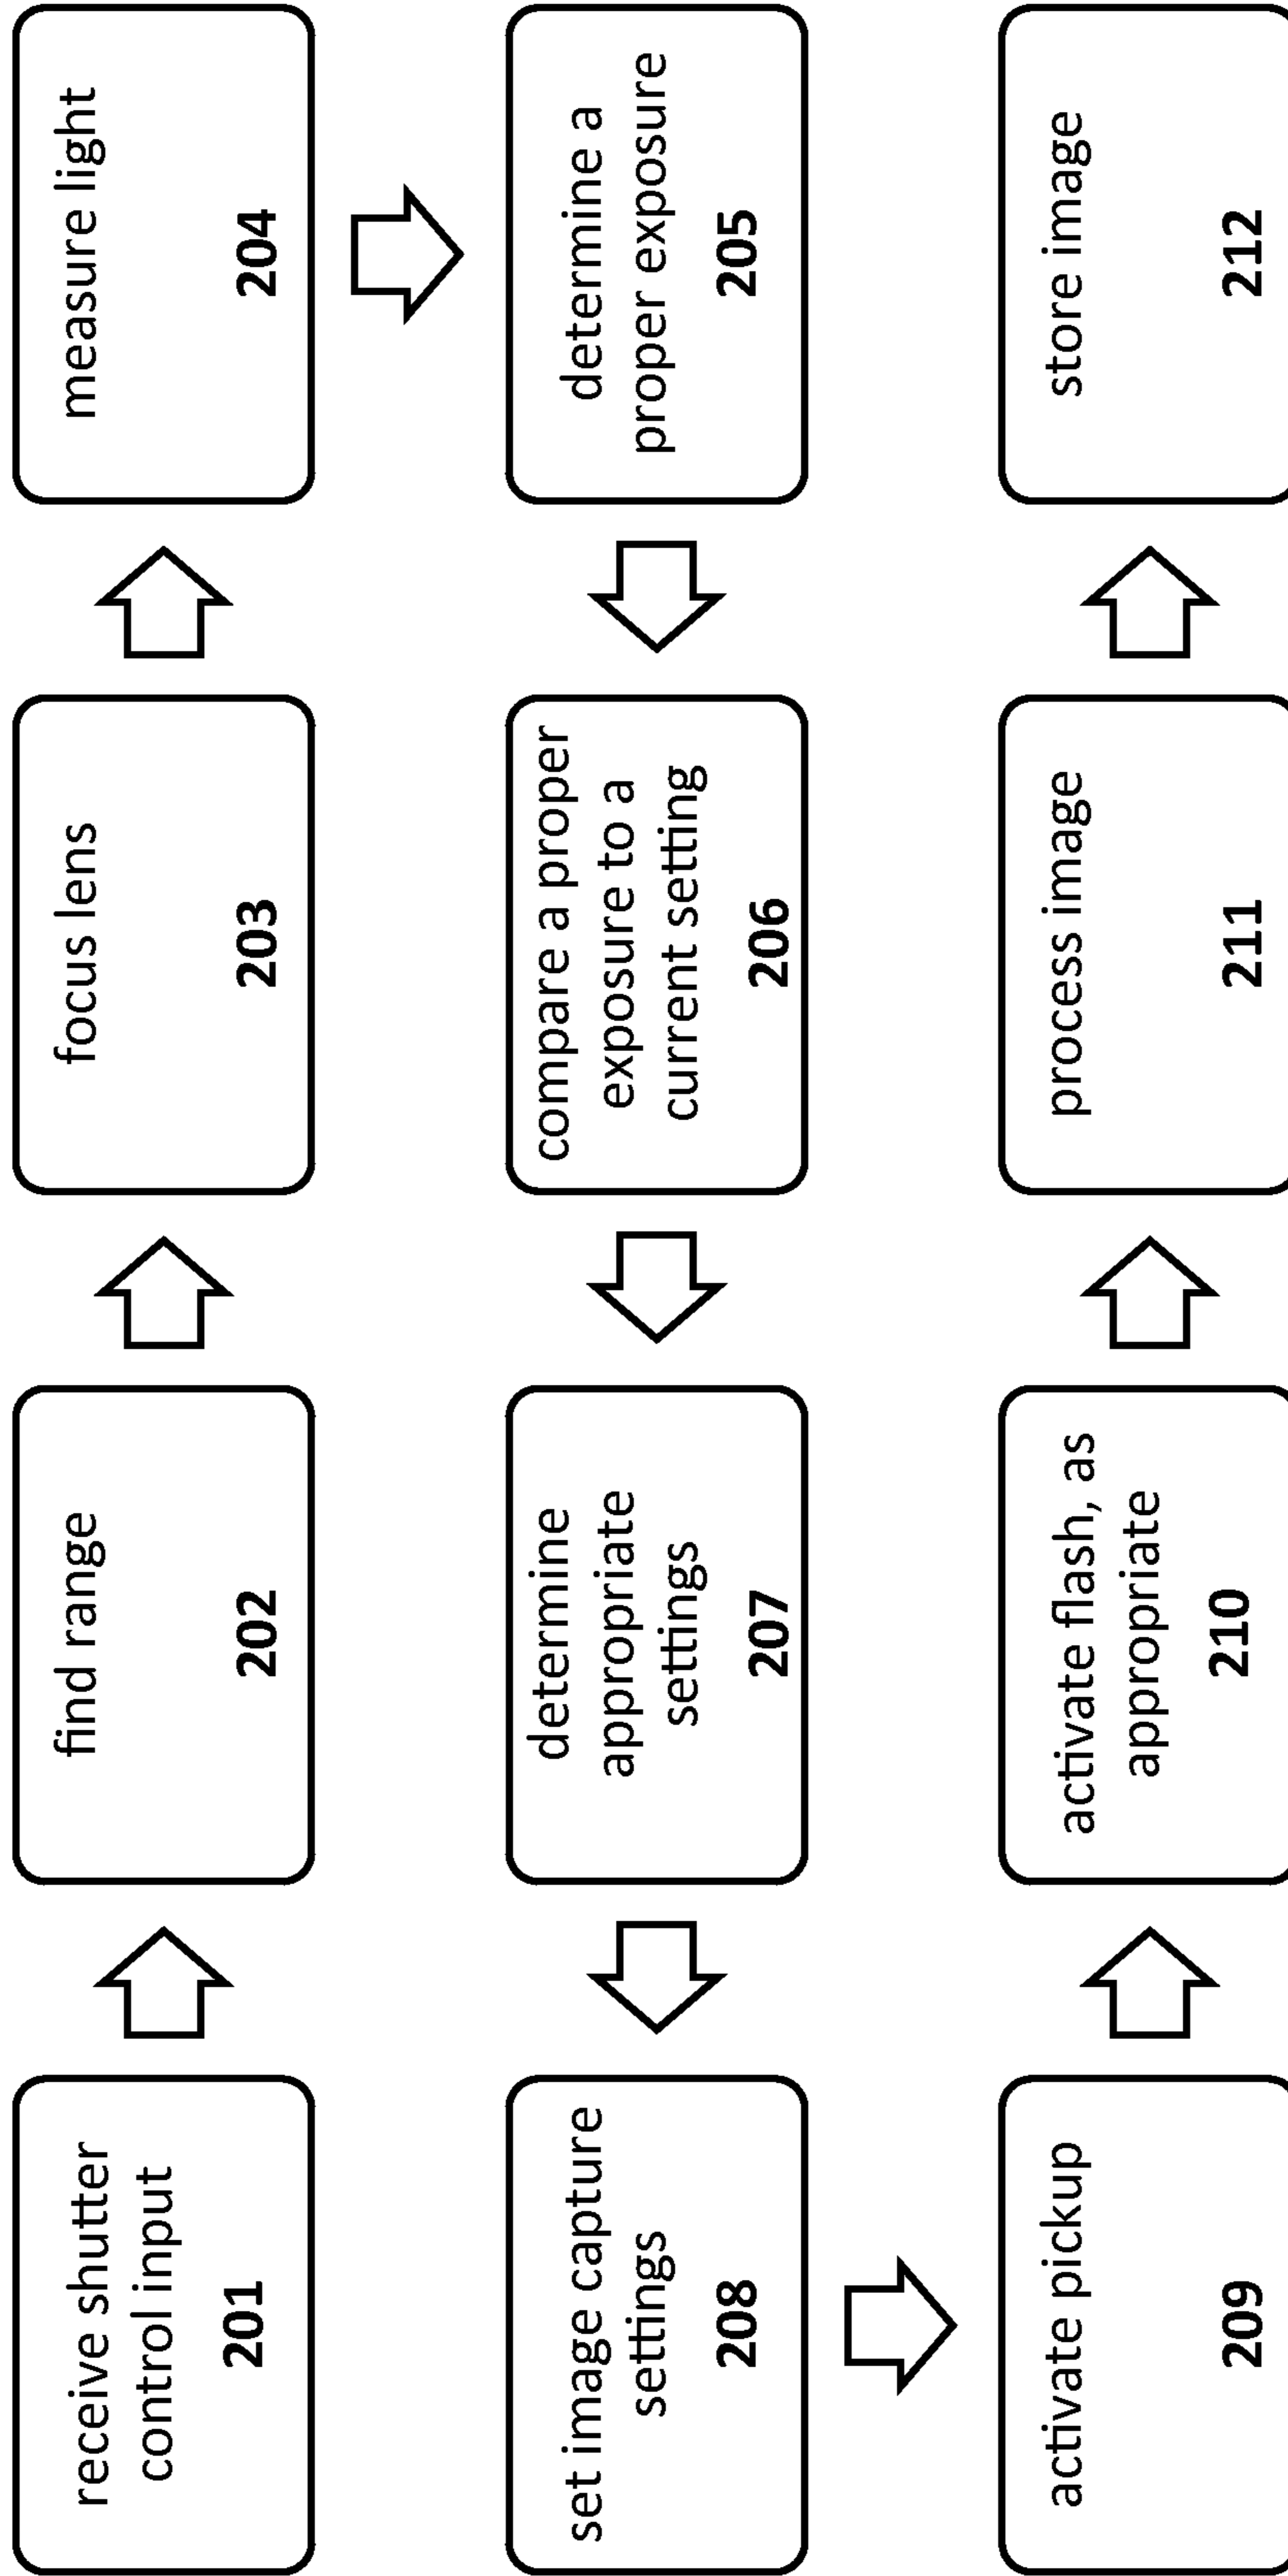 receive shutter
control input
201
find range
202
focus lens
203
measure light
204
determine a
proper exposure
205
compare a proper
exposure to a
current setting
206
determine
appropriate
settings
207
set image capture
settings
208
activate pickup
209
activate flash, as
appropriate
210
process image
211
store image
212